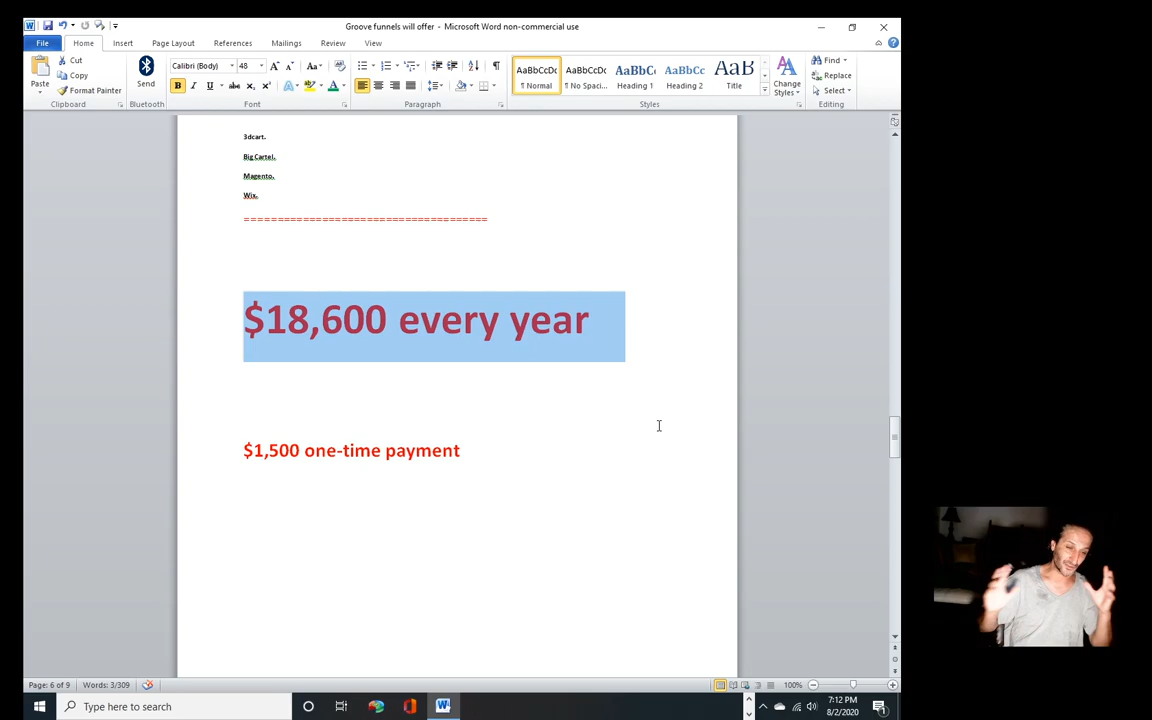 Groove funnels will offer - Microsoft Word non-commercial use
File Home Insert Page Layout References Mailings Review View
Cut
Copy
Format Painter
Paste
Clipboard
Send
Bluetooth
Calibri (Body) 48
Font
Paragraph
AaBbCcDc AaBbCcDc AaBbC AaBbCc AaB
¶ Normal ¶ No Spaci... Heading 1 Heading 2 Title
Change Styles
Styles
Find
Replace
Select
Editing
3dcart.
Big Cartel.
Magento.
Wix.
====================================
$18,600 every year
$1,500 one-time payment
Page: 6 of 9 Words: 3/309 100%
Type here to search
7:12 PM
8/2/2020